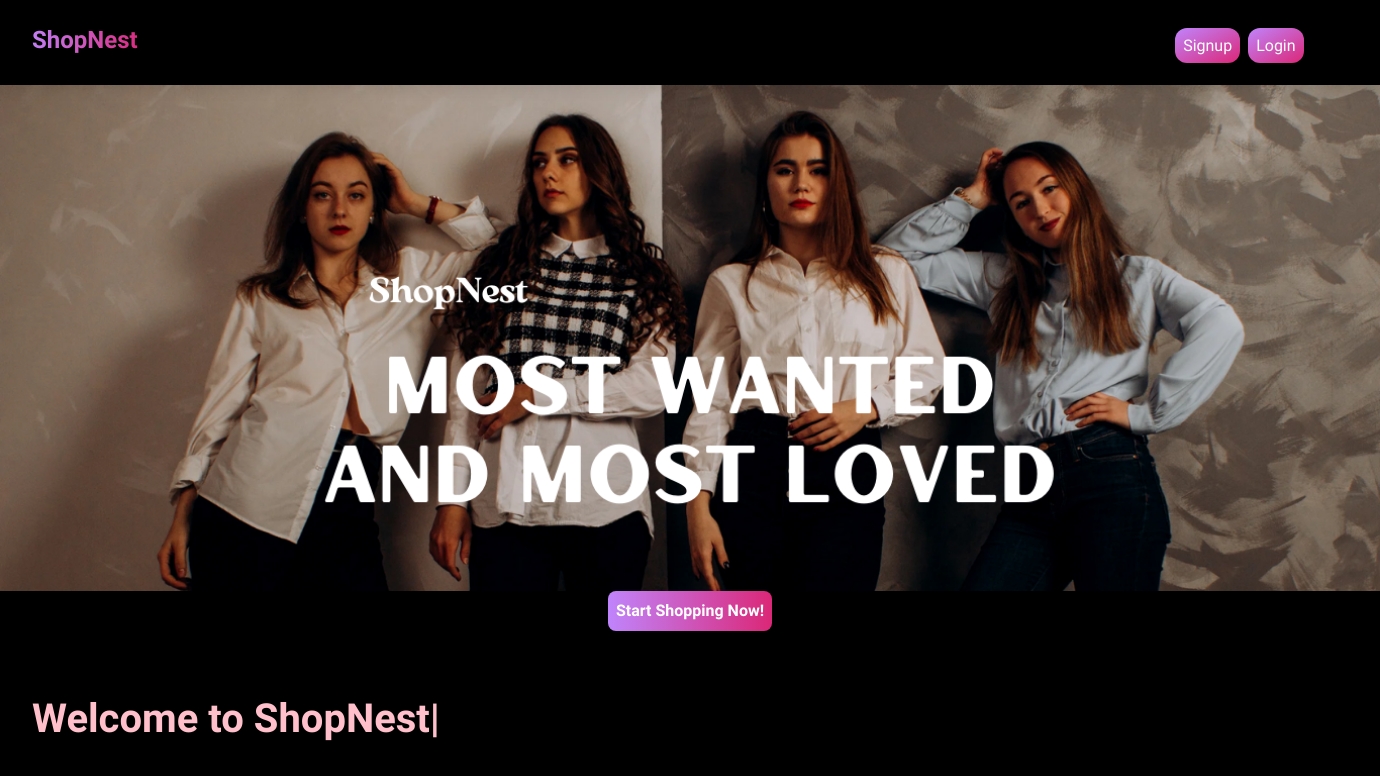 ShopNest
Signup
Login
ShopNest
MOST WANTED
AND MOST LOVED
Start Shopping Now!
Welcome to ShopNest|